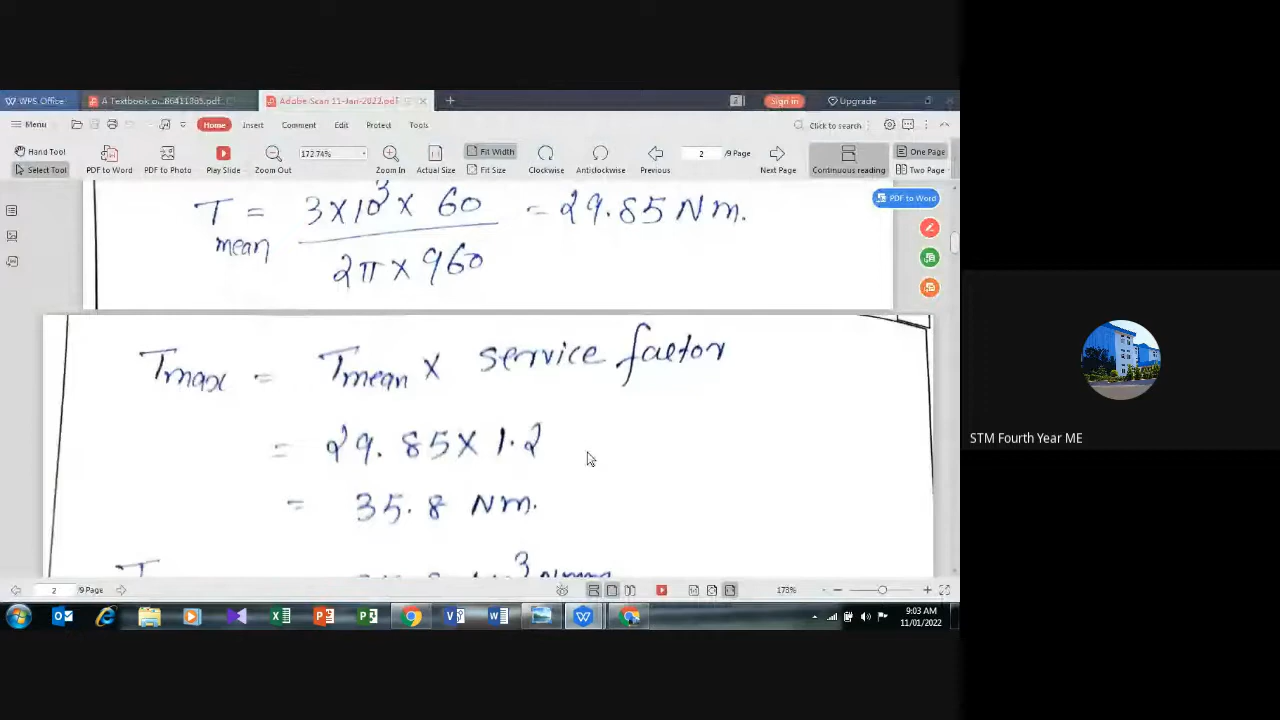 WPS Office A Textbook o...86411065.pdf Adobe Scan 11-Jan-2022.pdf Sign in Upgrade
Menu Home Insert Comment Edit Protect Tools Click to search
Hand Tool 172.74% Fit Width 2 /9 Page One Page
Select Tool PDF to Word PDF to Photo Play Slide Zoom Out Zoom In Actual Size Fit Size Clockwise Anticlockwise Previous Next Page Continuous reading Two Page
PDF to Word
T mean = 3×10³ × 60 / 2π × 960 = 29.85 Nm.
Tmax = Tmean × service factor
= 29.85 × 1.2
= 35.8 Nm.
STM Fourth Year ME
2 /9 Page 173%
9:03 AM
11/01/2022